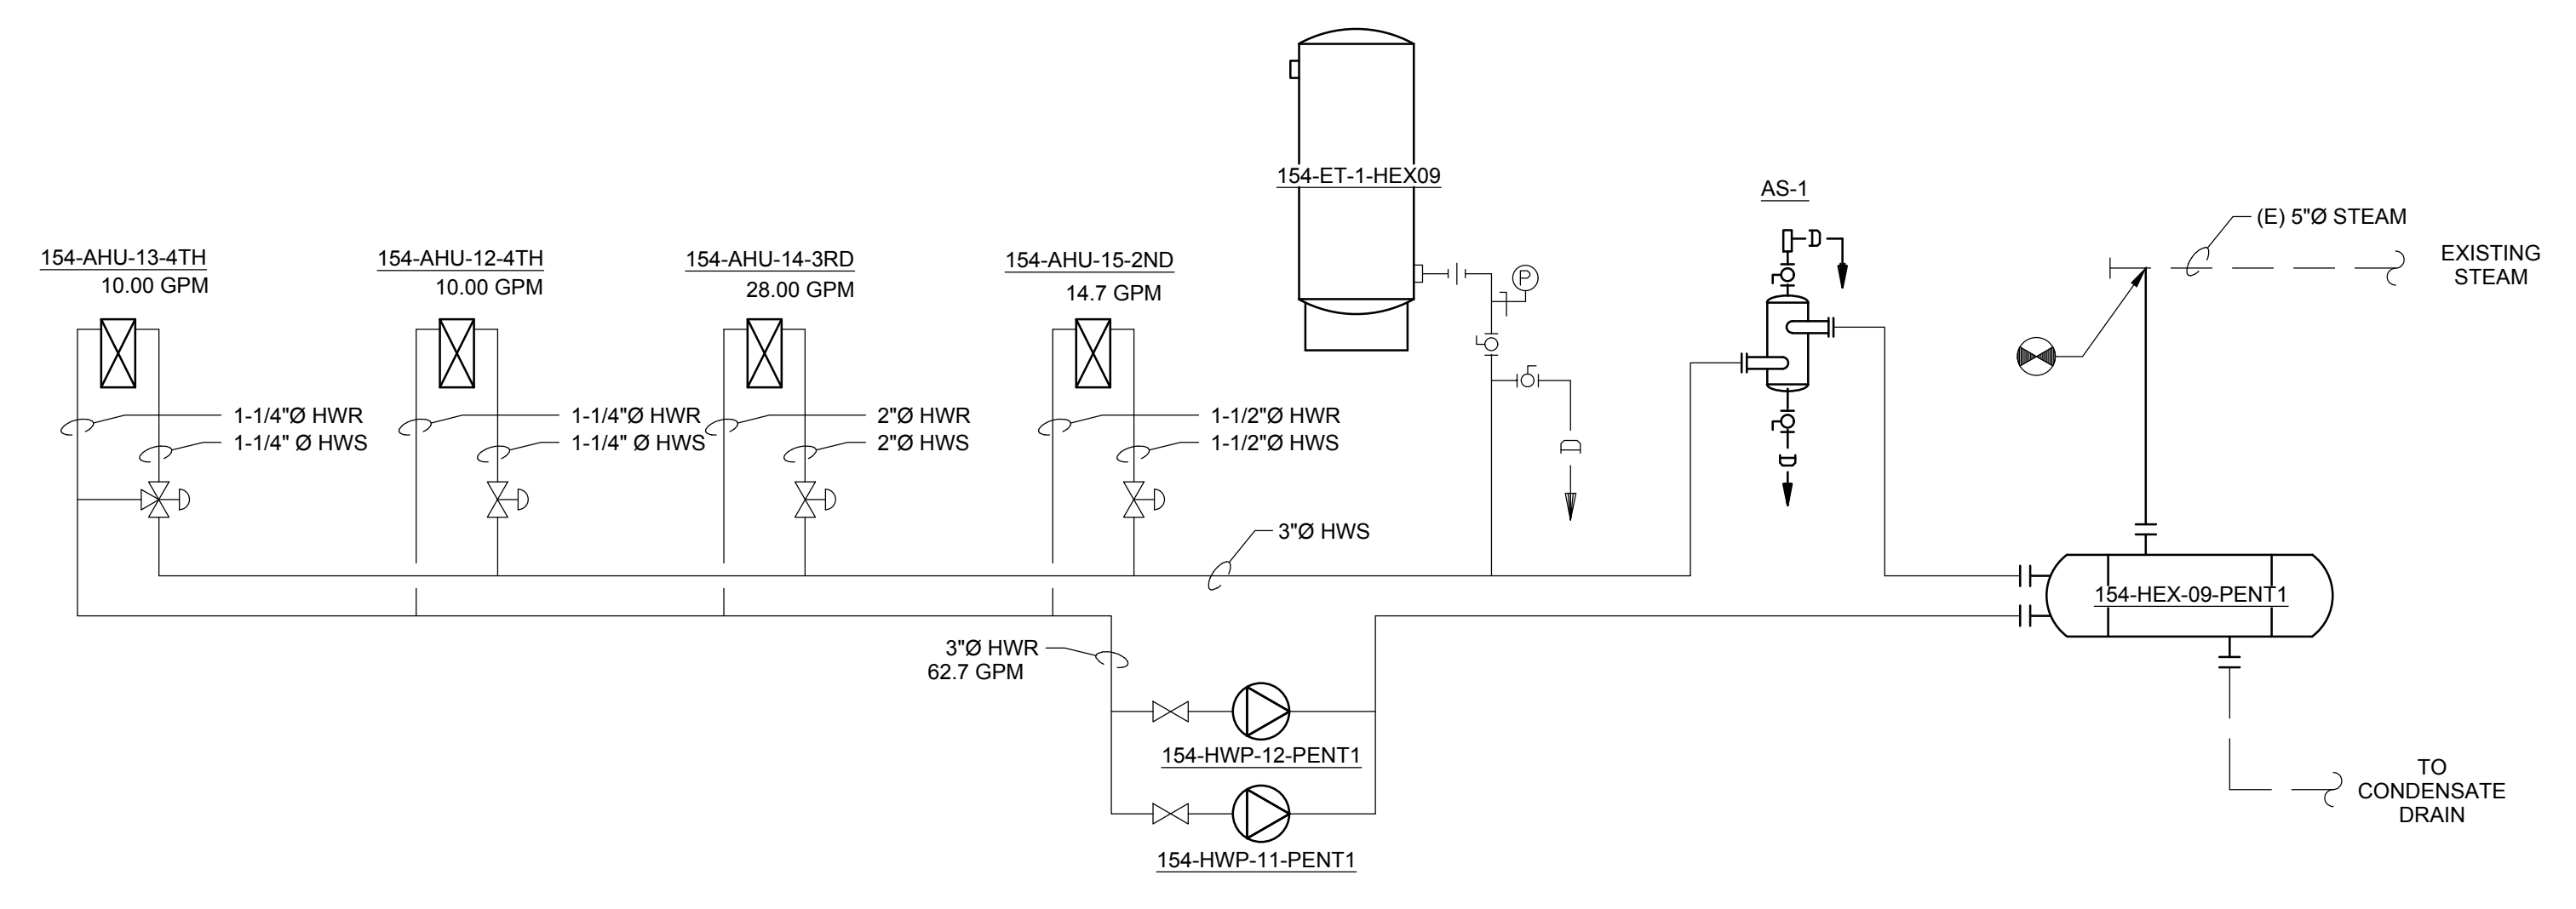 154-ET-1-HEX09
AS-1
(E) 5"Ø STEAM
EXISTING
STEAM
154-AHU-13-4TH
10.00 GPM
154-AHU-12-4TH
10.00 GPM
154-AHU-14-3RD
28.00 GPM
154-AHU-15-2ND
14.7 GPM
P
D
1-1/4"Ø HWR
1-1/4" Ø HWS
1-1/4"Ø HWR
1-1/4" Ø HWS
2"Ø HWR
2"Ø HWS
1-1/2"Ø HWR
1-1/2"Ø HWS
D
D
3"Ø HWS
154-HEX-09-PENT1
3"Ø HWR
62.7 GPM
154-HWP-12-PENT1
154-HWP-11-PENT1
TO
CONDENSATE
DRAIN